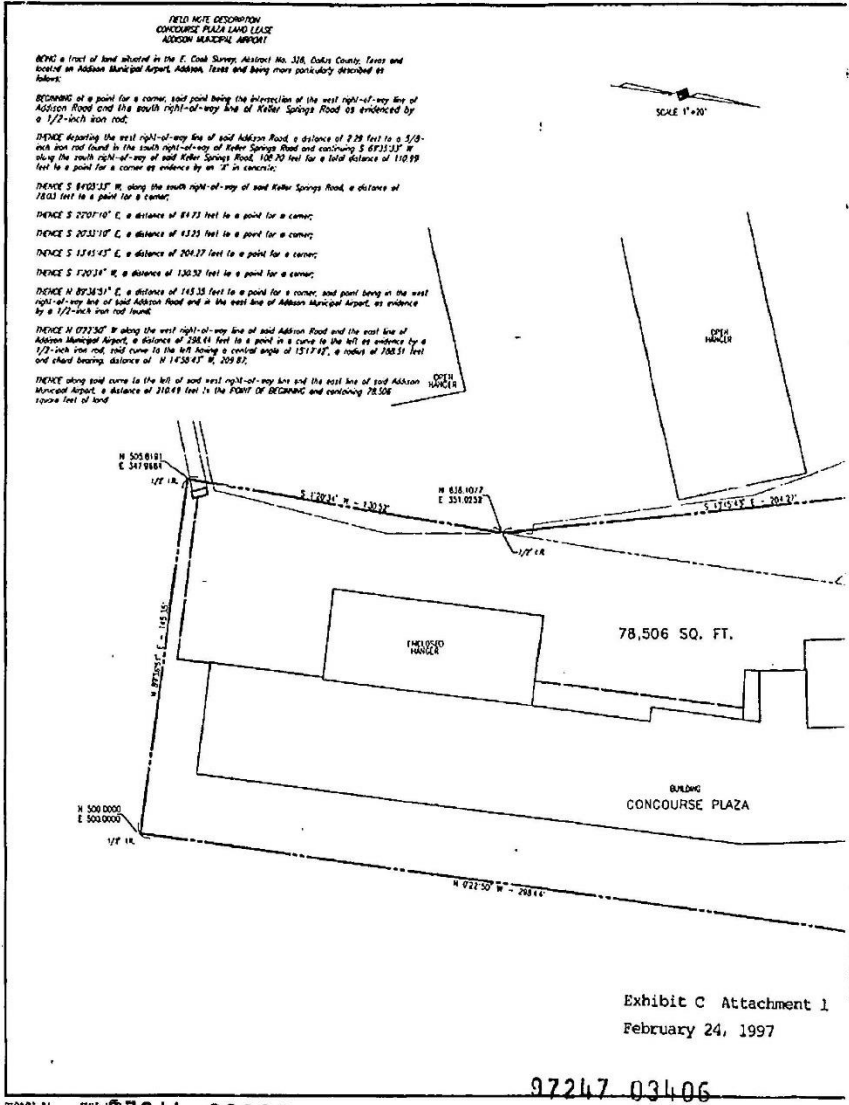 FIELD NOTE DESCRIPTION
CONCOURSE PLAZA LAND LEASE
ADDISON MUNICIPAL AIRPORT
BEING a tract of land situated in the E. Cook Survey, Abstract No. 326, Dallas County, Texas and
located on Addison Municipal Airport, Addison, Texas and being more particularly described as
follows:
BEGINNING at a point for a corner, said point being the intersection of the west right-of-way line of
Addison Road and the south right-of-way line of Keller Springs Road as evidenced by
a 1/2-inch iron rod;
THENCE departing the west right-of-way line of said Addison Road, a distance of 2.29 feet to a 5/8-
inch iron rod found in the south right-of-way of Keller Springs Road and continuing S W
along the south right-of-way of said Keller Springs Road, 108.70 feet for a total distance of 110.99
feet to a point for a corner as evidence by an "X" in concrete;
THENCE S W, along the south right-of-way of said Keller Springs Road, a distance of
78.03 feet to a point for a corner;
THENCE S 22°07'10" E, a distance of 84.73 feet to a point for a corner;
THENCE S 20°33'10" E, a distance of 43.25 feet to a point for a corner;
THENCE S 13°45'43" E, a distance of 204.27 feet to a point for a corner;
THENCE S 1°20'34" W, a distance of 130.52 feet to a point for a corner;
THENCE N 89°36'51" E, a distance of 145.35 feet to a point for a corner, said point being in the west
right-of-way line of said Addison Road and in the east line of Addison Municipal Airport, as evidence
by a 1/2-inch iron rod found;
THENCE N 0°22'50" W along the west right-of-way line of said Addison Road and the east line of
Addison Municipal Airport, a distance of 298.44 feet to a point in a curve to the left as evidence by a
1/2-inch iron rod, said curve to the left having a central angle of 15°17'42", a radius of 788.51 feet
and chord bearing, distance of N 14°58'43" W, 209.87;
THENCE along said curve to the left of said west right-of-way line and the east line of said Addison
Municipal Airport, a distance of 210.49 feet to the POINT OF BEGINNING and containing 78,506
square feet of land
SCALE 1"=20'
OPEN
HANGER
OPEN
HANGER
N 505.8191
E 347.9684
1/2" I.R.
S 1°20'34" W - 130.52'
N 636.1077
E 351.0252
1/2" I.R.
S E - 204.27'
N 89°36'51" E - 145.35'
ENCLOSED
HANGER
78,506 SQ. FT.
BUILDING
CONCOURSE PLAZA
N 500.0000
E 500.0000
1/2" I.R.
N 0°22'50" W - 298.44'
Exhibit C Attachment 1
February 24, 1997
97247 03406